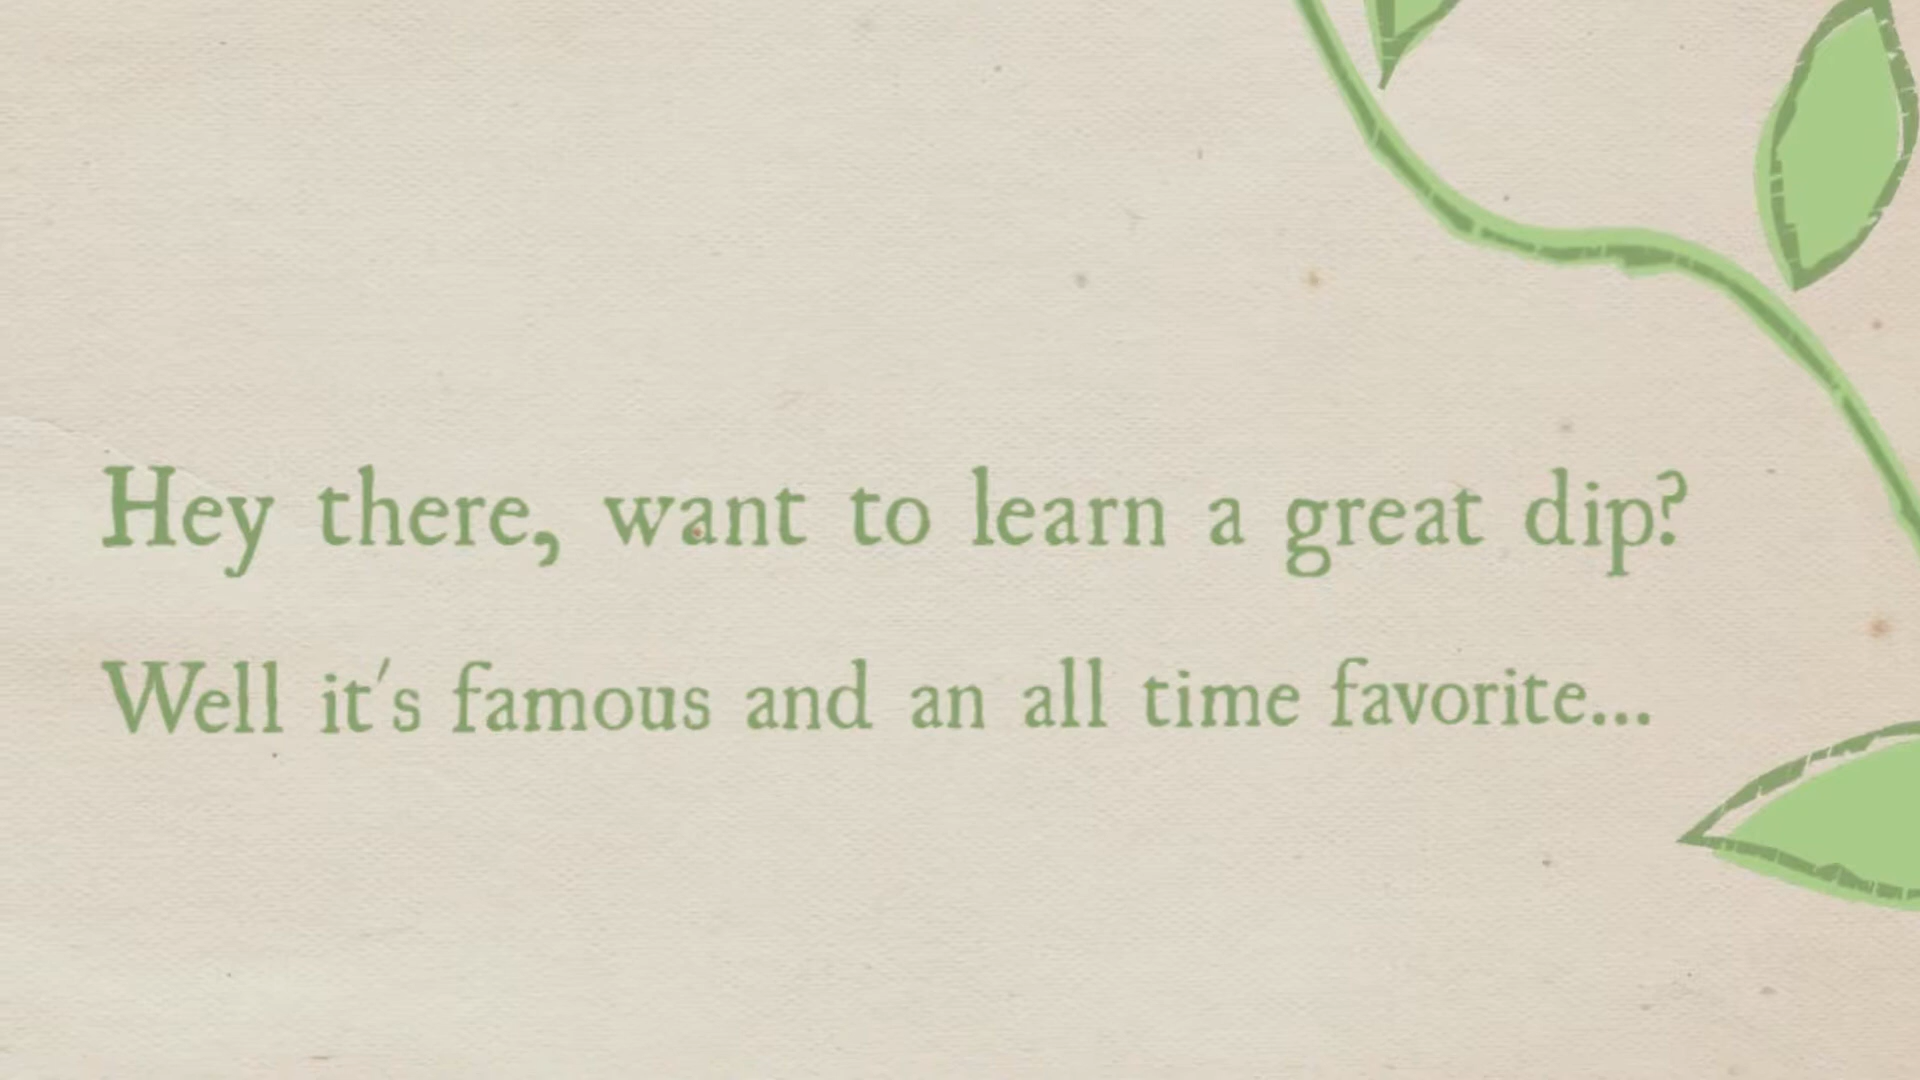 Hey there, want to learn a great dip?
Well it's famous and an all time favorite...